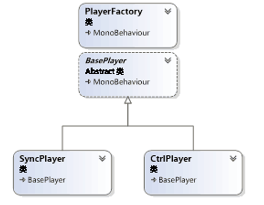 PlayerFactory
类
MonoBehaviour
BasePlayer
Abstract 类
MonoBehaviour
SyncPlayer
类
BasePlayer
CtrlPlayer
类
BasePlayer